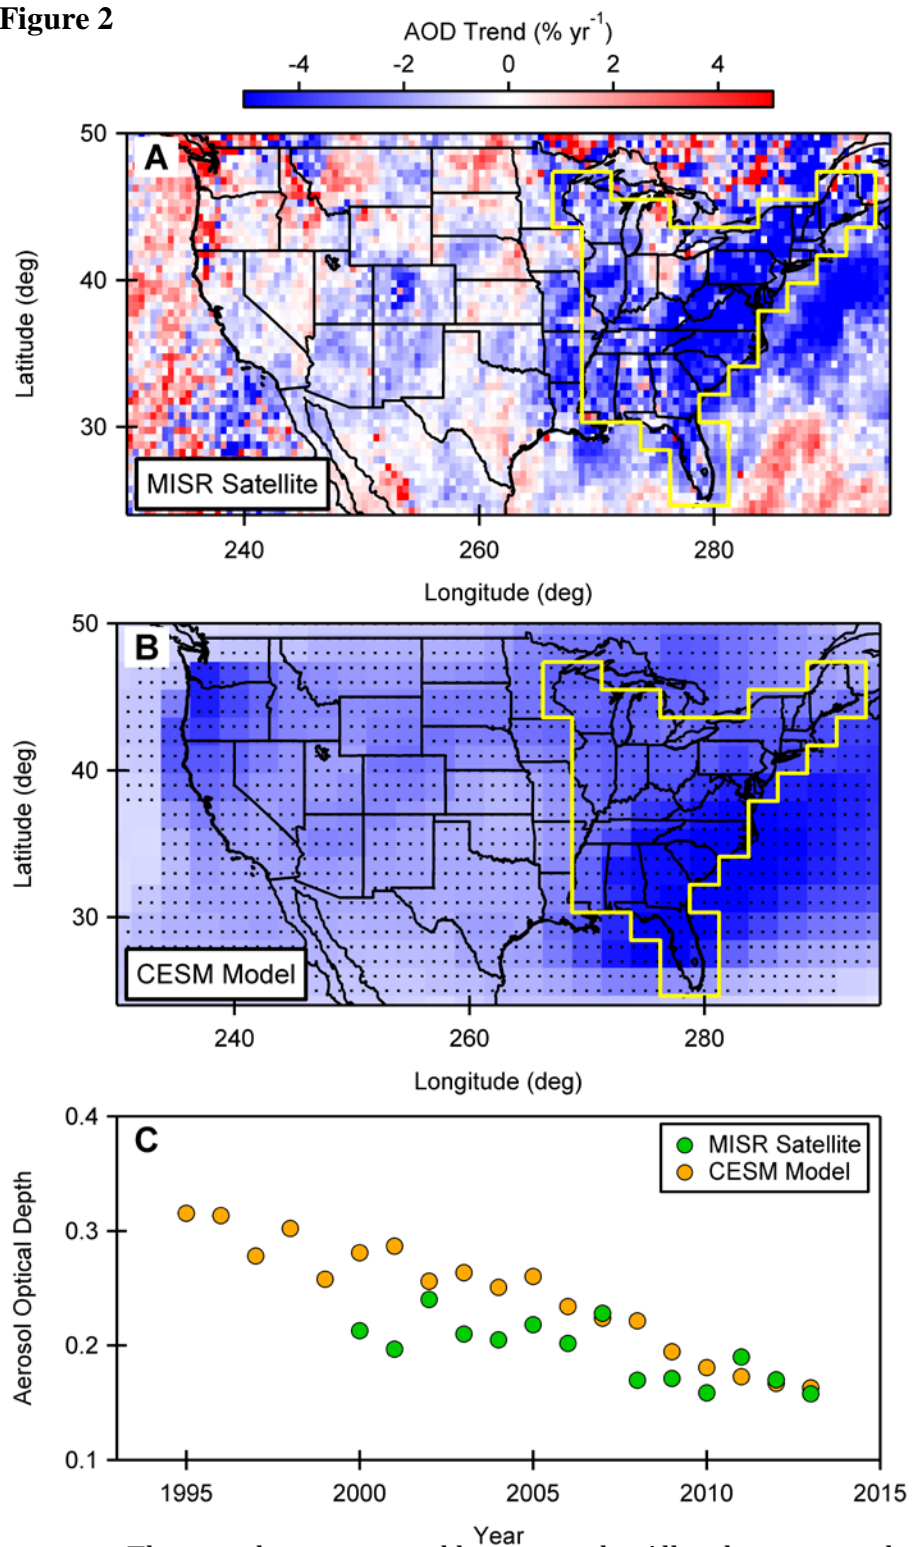 Figure 2
AOD Trend (% yr-1)
-4 -2 0 2 4
A
50
40
30
Latitude (deg)
MISR Satellite
240 260 280
Longitude (deg)
B
50
40
30
Latitude (deg)
CESM Model
240 260 280
Longitude (deg)
C
0.4
0.3
0.2
0.1
Aerosol Optical Depth
MISR Satellite
CESM Model
1995 2000 2005 2010 2015
Year